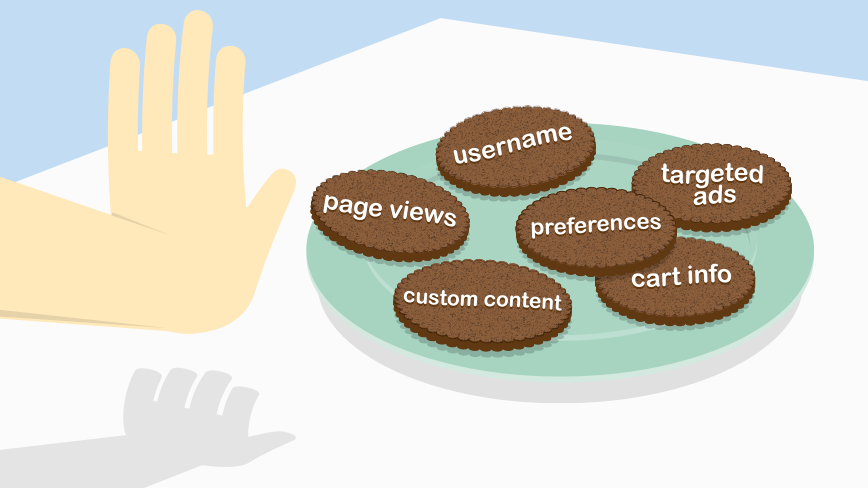 username
targeted
ads
page views
preferences
cart info
custom content